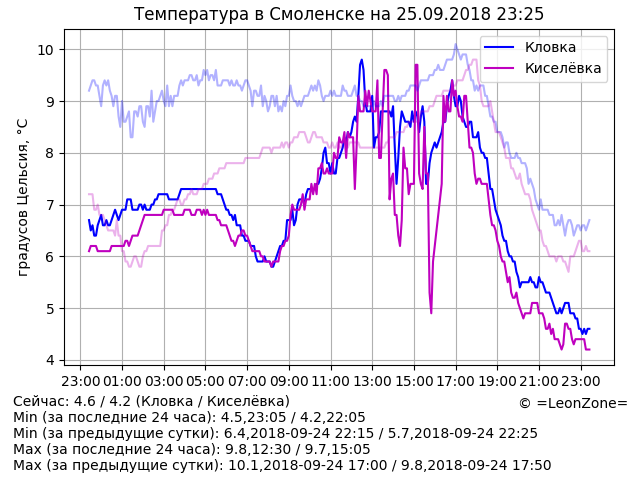 Температура в Смоленске на 25.09.2018 23:25
градусов Цельсия, °C
10
9
8
7
6
5
4
Кловка
Киселёвка
23:00 01:00 03:00 05:00 07:00 09:00 11:00 13:00 15:00 17:00 19:00 21:00 23:00
Сейчас: 4.6 / 4.2 (Кловка / Киселёвка)
© =LeonZone=
Min (за последние 24 часа): 4.5,23:05 / 4.2,22:05
Min (за предыдущие сутки): 6.4,2018-09-24 22:15 / 5.7,2018-09-24 22:25
Max (за последние 24 часа): 9.8,12:30 / 9.7,15:05
Max (за предыдущие сутки): 10.1,2018-09-24 17:00 / 9.8,2018-09-24 17:50